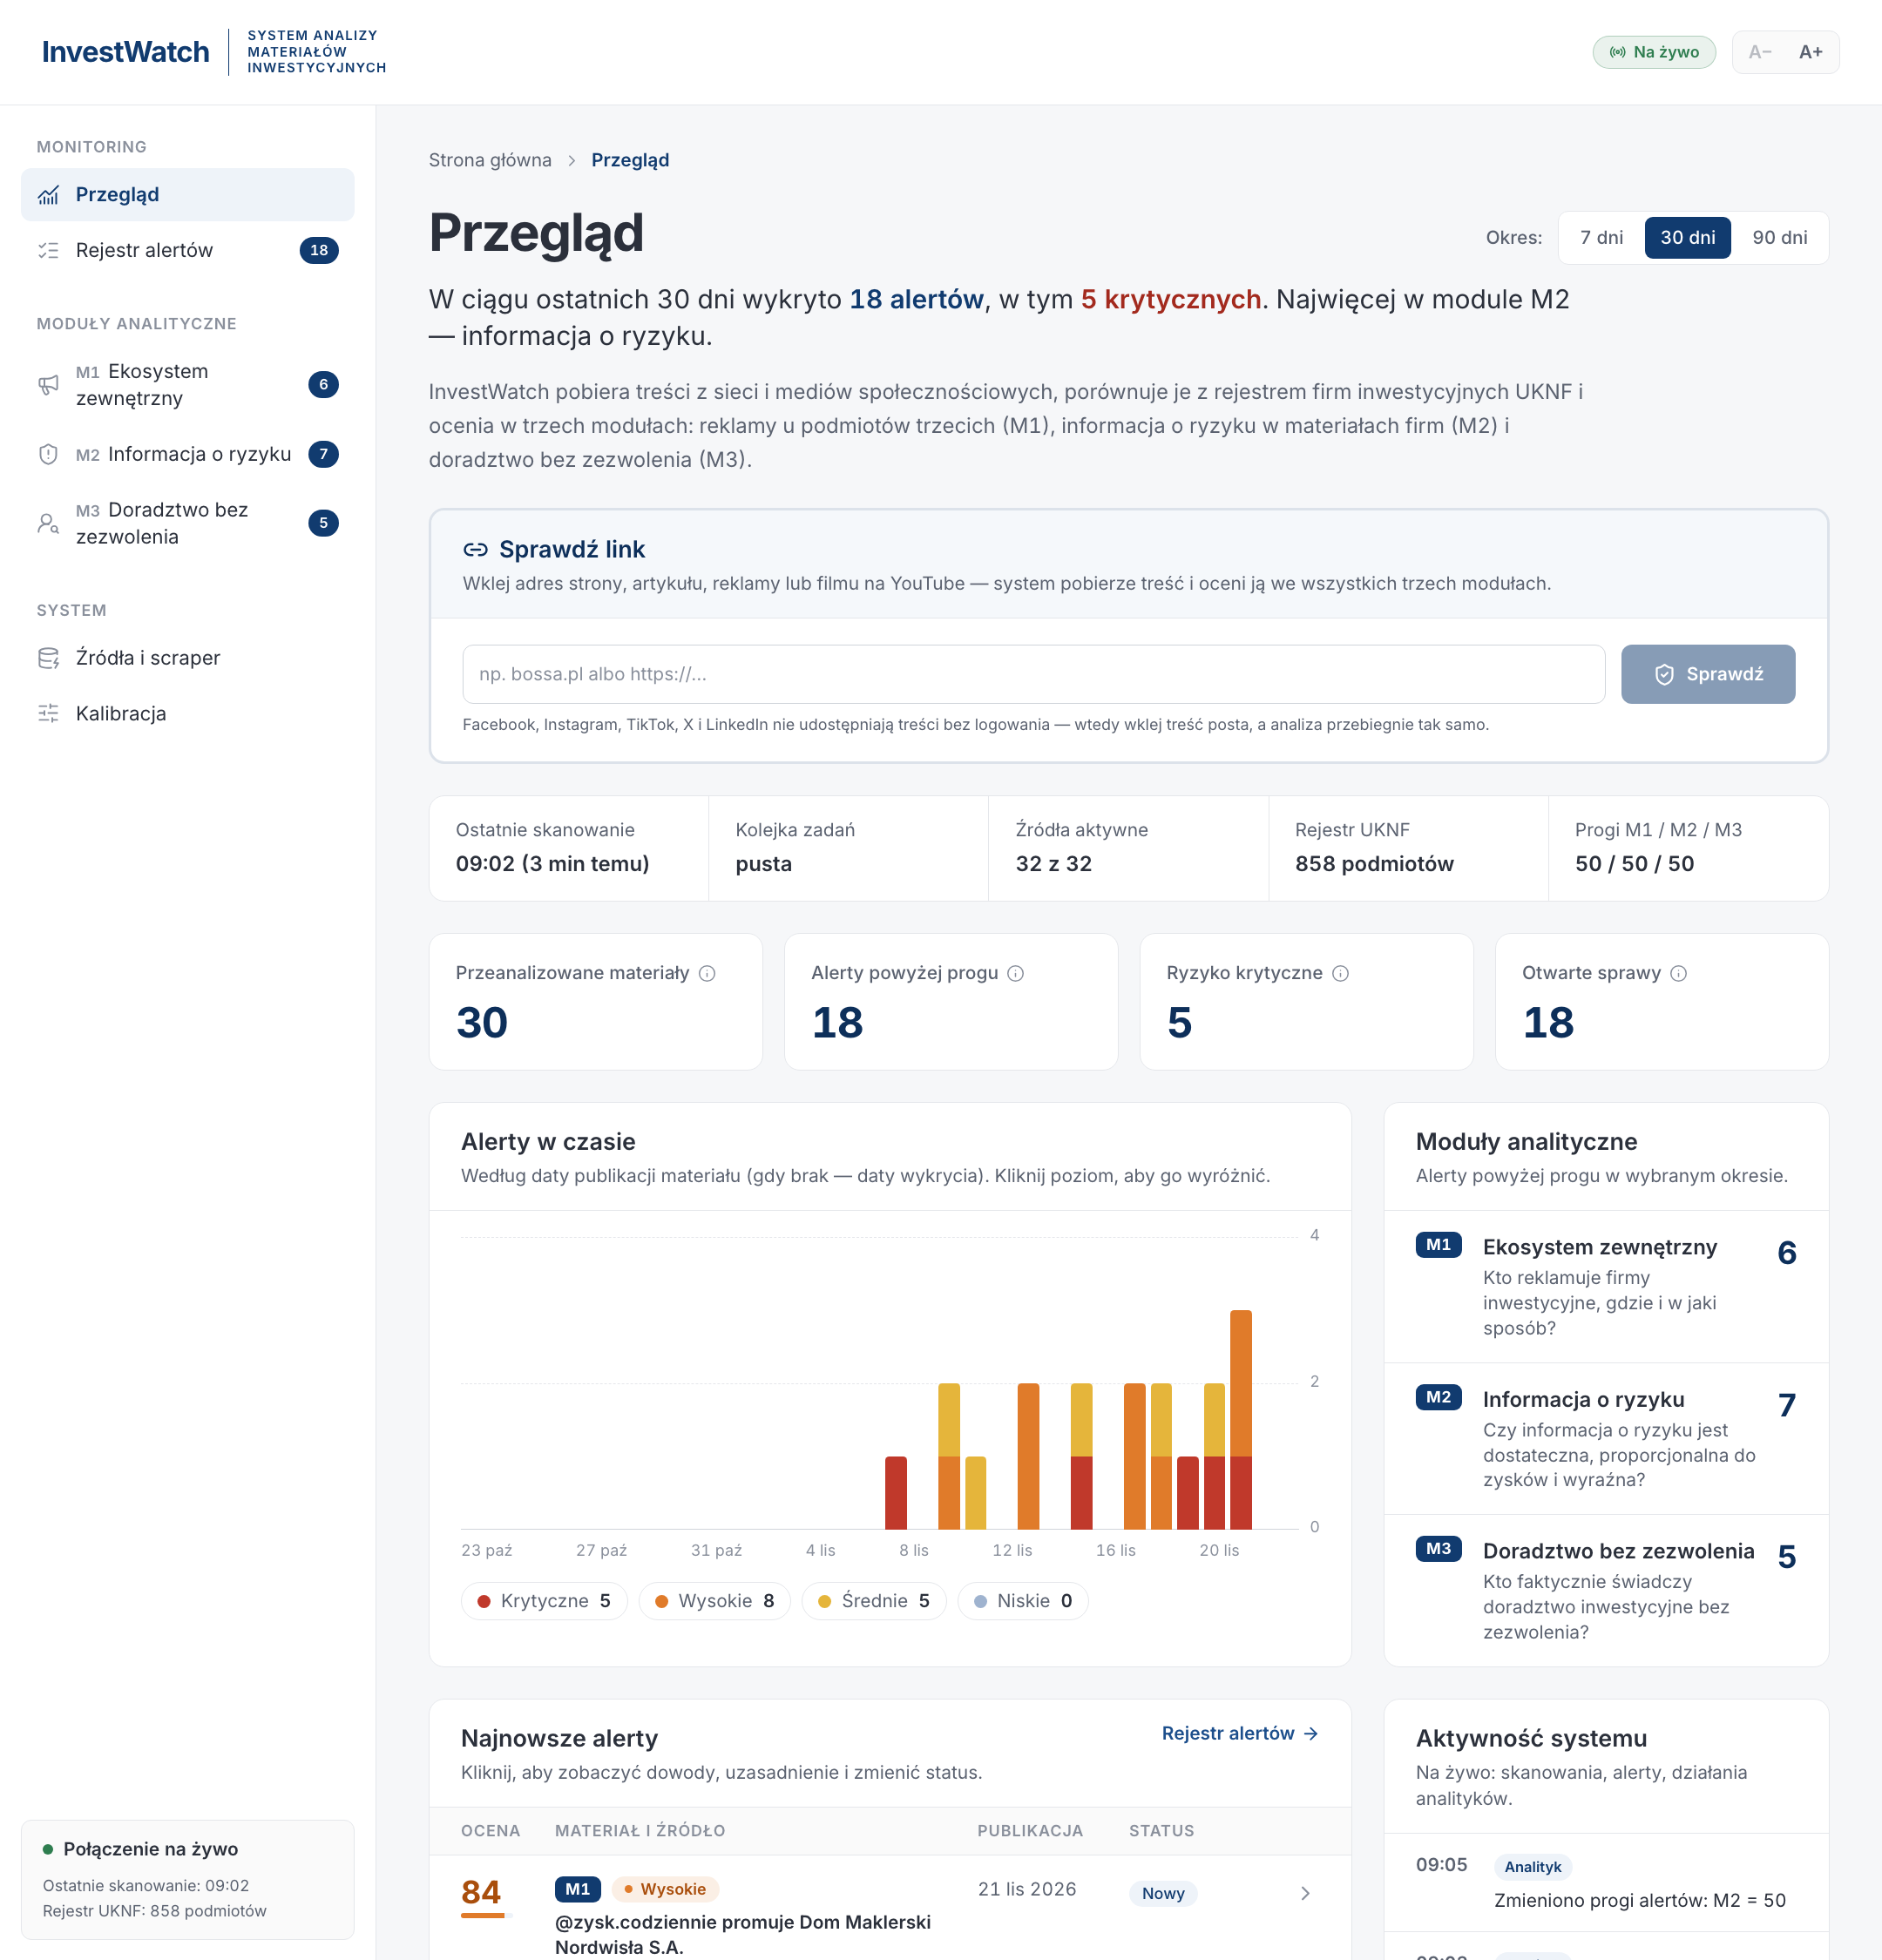 InvestWatch
SYSTEM ANALIZY
MATERIAŁÓW
INWESTYCYJNYCH
Na żywo
A−
A+
MONITORING
Przegląd
Rejestr alertów
18
MODUŁY ANALITYCZNE
M1 Ekosystem
zewnętrzny
6
M2 Informacja o ryzyku
7
M3 Doradztwo bez
zezwolenia
5
SYSTEM
Źródła i scraper
Kalibracja
Połączenie na żywo
Ostatnie skanowanie: 09:02
Rejestr UKNF: 858 podmiotów
Strona główna
Przegląd
Przegląd
Okres:
7 dni
30 dni
90 dni
W ciągu ostatnich 30 dni wykryto 18 alertów, w tym 5 krytycznych. Najwięcej w module M2
— informacja o ryzyku.
InvestWatch pobiera treści z sieci i mediów społecznościowych, porównuje je z rejestrem firm inwestycyjnych UKNF i
ocenia w trzech modułach: reklamy u podmiotów trzecich (M1), informacja o ryzyku w materiałach firm (M2) i
doradztwo bez zezwolenia (M3).
Sprawdź link
Wklej adres strony, artykułu, reklamy lub filmu na YouTube — system pobierze treść i oceni ją we wszystkich trzech modułach.
np. bossa.pl albo https://...
Sprawdź
Facebook, Instagram, TikTok, X i LinkedIn nie udostępniają treści bez logowania — wtedy wklej treść posta, a analiza przebiegnie tak samo.
Ostatnie skanowanie
09:02 (3 min temu)
Kolejka zadań
pusta
Źródła aktywne
32 z 32
Rejestr UKNF
858 podmiotów
Progi M1 / M2 / M3
50 / 50 / 50
Przeanalizowane materiały
30
Alerty powyżej progu
18
Ryzyko krytyczne
5
Otwarte sprawy
18
Alerty w czasie
Według daty publikacji materiału (gdy brak — daty wykrycia). Kliknij poziom, aby go wyróżnić.
4
2
0
23 paź
27 paź
31 paź
4 lis
8 lis
12 lis
16 lis
20 lis
Krytyczne 5
Wysokie 8
Średnie 5
Niskie 0
Moduły analityczne
Alerty powyżej progu w wybranym okresie.
M1
Ekosystem zewnętrzny
6
Kto reklamuje firmy
inwestycyjne, gdzie i w jaki
sposób?
M2
Informacja o ryzyku
7
Czy informacja o ryzyku jest
dostateczna, proporcjonalna do
zysków i wyraźna?
M3
Doradztwo bez zezwolenia
5
Kto faktycznie świadczy
doradztwo inwestycyjne bez
zezwolenia?
Najnowsze alerty
Rejestr alertów
Kliknij, aby zobaczyć dowody, uzasadnienie i zmienić status.
OCENA
MATERIAŁ I ŹRÓDŁO
PUBLIKACJA
STATUS
84
M1
Wysokie
21 lis 2026
Nowy
@zysk.codziennie promuje Dom Maklerski
Nordwisła S.A.
Aktywność systemu
Na żywo: skanowania, alerty, działania
analityków.
09:05
Analityk
Zmieniono progi alertów: M2 = 50